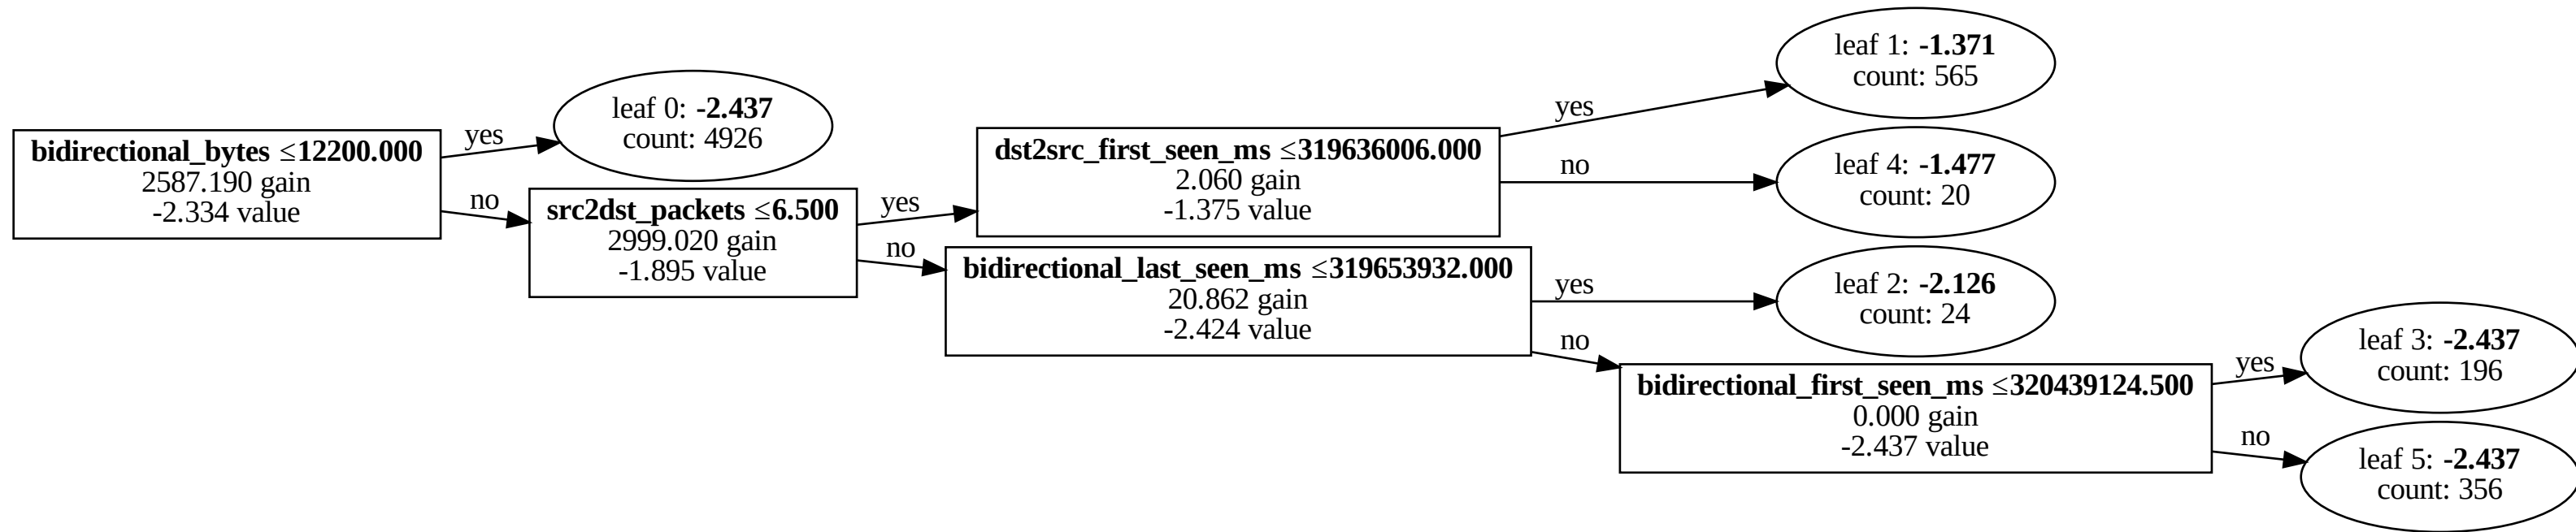 bidirectional_bytes ≤12200.000
2587.190 gain
-2.334 value
yes
no
leaf 0: -2.437
count: 4926
src2dst_packets ≤6.500
2999.020 gain
-1.895 value
yes
no
dst2src_first_seen_ms ≤319636006.000
2.060 gain
-1.375 value
yes
no
leaf 1: -1.371
count: 565
leaf 4: -1.477
count: 20
bidirectional_last_seen_ms ≤319653932.000
20.862 gain
-2.424 value
yes
no
leaf 2: -2.126
count: 24
bidirectional_first_seen_ms ≤320439124.500
0.000 gain
-2.437 value
yes
no
leaf 3: -2.437
count: 196
leaf 5: -2.437
count: 356